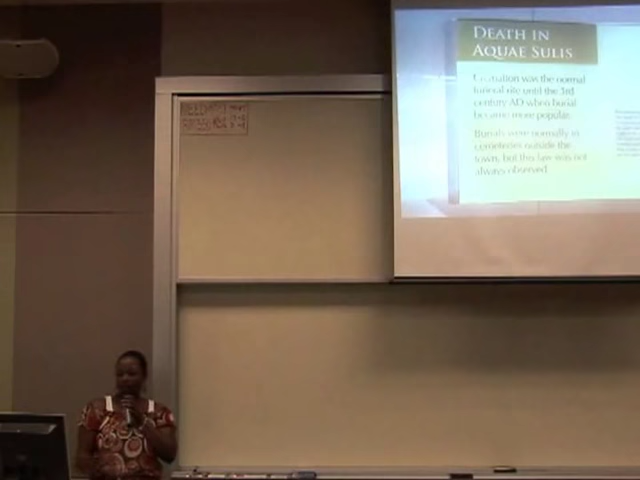 DEATH IN
AQUAE SULIS
Cremation was the normal
funeral rite until the 3rd
century AD when burial
became more popular.
Burials were normally in
cemeteries outside the
town, but this law was not
always observed